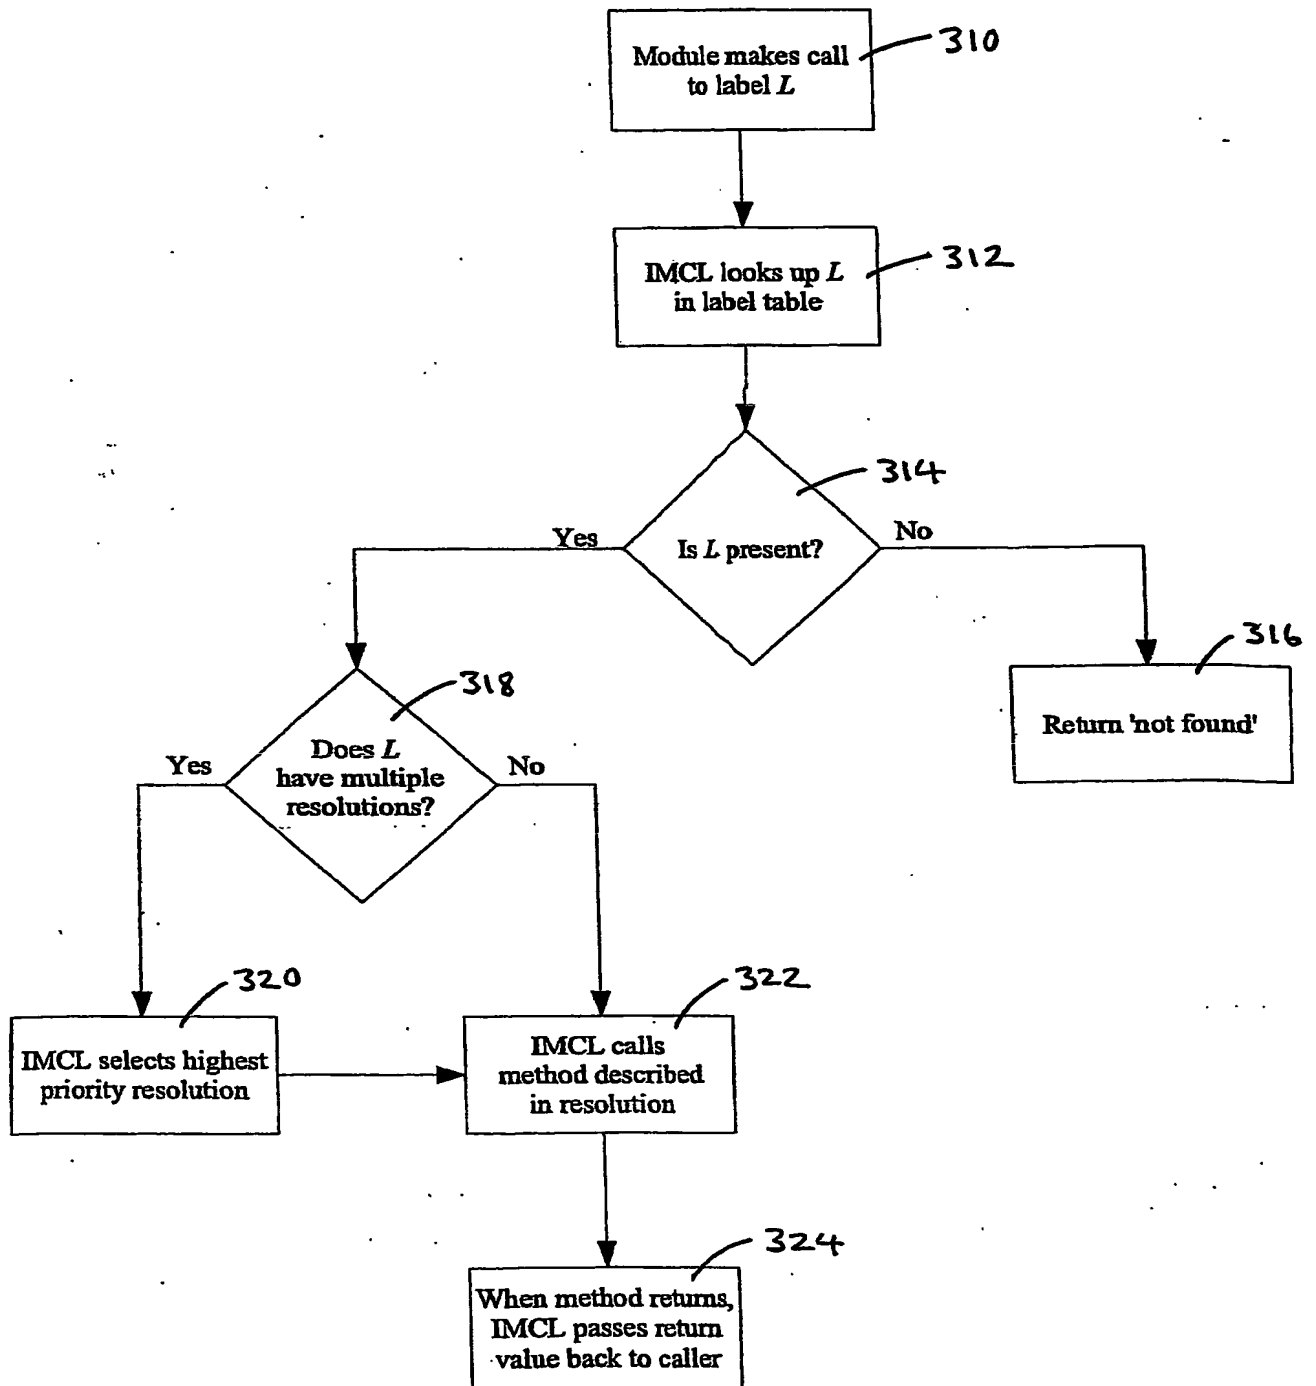 Module makes call
to label L
310
IMCL looks up L
in label table
312
314
Is L present?
Yes
No
316
Return 'not found'
318
Does L
have multiple
resolutions?
Yes
No
320
IMCL selects highest
priority resolution
322
IMCL calls
method described
in resolution
324
When method returns,
IMCL passes return
value back to caller